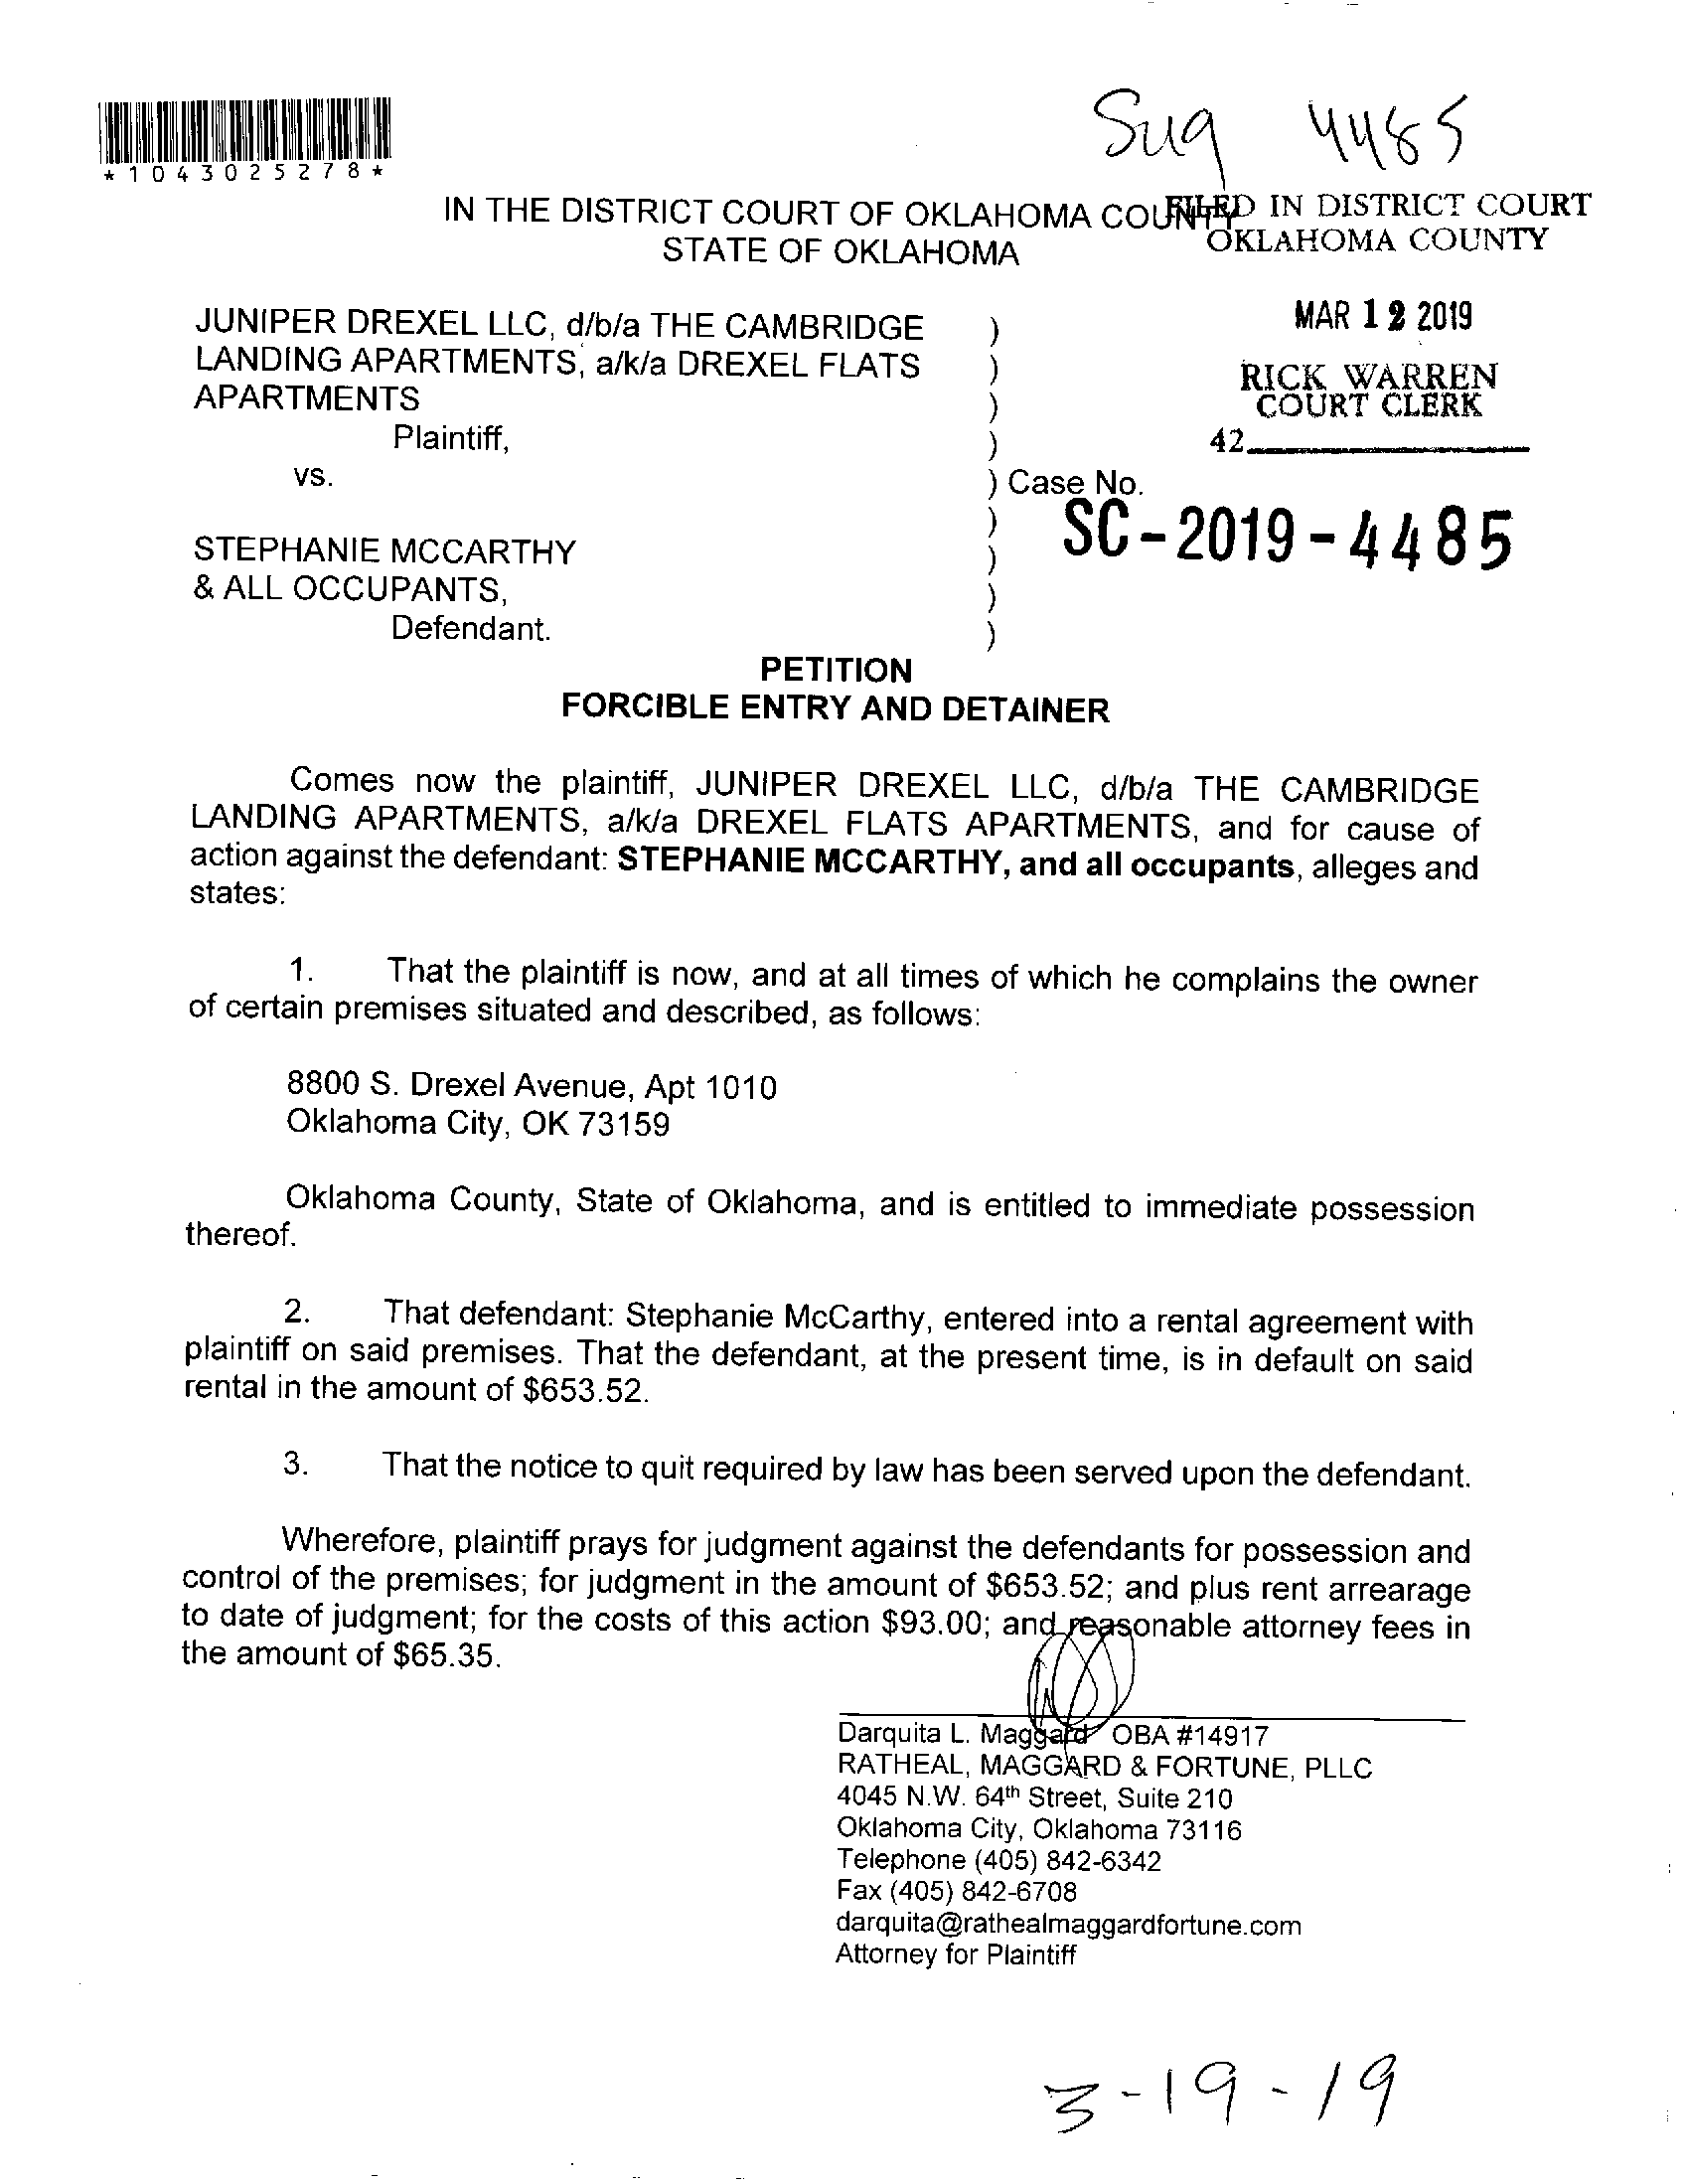 Sug 4485
*1043025278*
IN THE DISTRICT COURT OF OKLAHOMA COUNTY
STATE OF OKLAHOMA
FILED IN DISTRICT COURT
OKLAHOMA COUNTY
MAR 12 2019
RICK WARREN
COURT CLERK
42
JUNIPER DREXEL LLC, d/b/a THE CAMBRIDGE )
LANDING APARTMENTS, a/k/a DREXEL FLATS )
APARTMENTS )
Plaintiff, )
vs. ) Case No.
) SC-2019-4485
STEPHANIE MCCARTHY )
& ALL OCCUPANTS, )
Defendant. )
PETITION
FORCIBLE ENTRY AND DETAINER
Comes now the plaintiff, JUNIPER DREXEL LLC, d/b/a THE CAMBRIDGE
LANDING APARTMENTS, a/k/a DREXEL FLATS APARTMENTS, and for cause of
action against the defendant: STEPHANIE MCCARTHY, and all occupants, alleges and
states:
1. That the plaintiff is now, and at all times of which he complains the owner
of certain premises situated and described, as follows:
8800 S. Drexel Avenue, Apt 1010
Oklahoma City, OK 73159
Oklahoma County, State of Oklahoma, and is entitled to immediate possession
thereof.
2. That defendant: Stephanie McCarthy, entered into a rental agreement with
plaintiff on said premises. That the defendant, at the present time, is in default on said
rental in the amount of $653.52.
3. That the notice to quit required by law has been served upon the defendant.
Wherefore, plaintiff prays for judgment against the defendants for possession and
control of the premises; for judgment in the amount of $653.52; and plus rent arrearage
to date of judgment; for the costs of this action $93.00; and reasonable attorney fees in
the amount of $65.35.
Darquita L. Maggard OBA #14917
RATHEAL, MAGGARD & FORTUNE, PLLC
4045 N.W. 64th Street, Suite 210
Oklahoma City, Oklahoma 73116
Telephone (405) 842-6342
Fax (405) 842-6708
darquita@rathealmaggardfortune.com
Attorney for Plaintiff
3-19-19